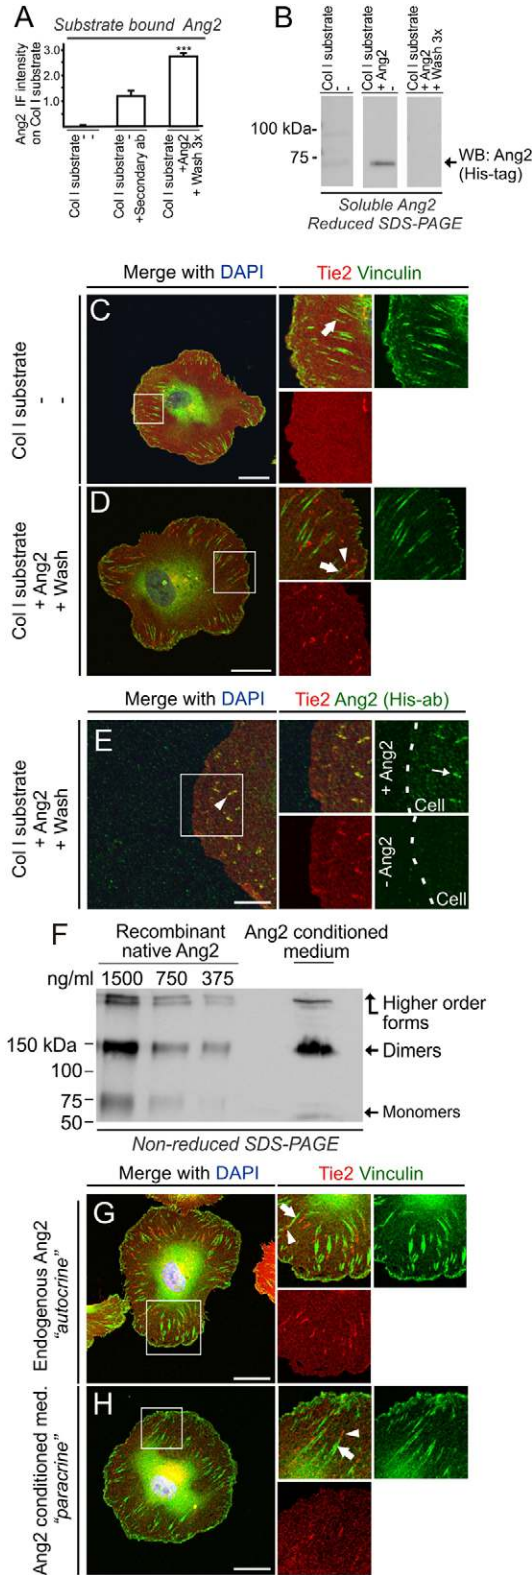 A
Substrate bound Ang2
Ang2 IF intensity
on Col I substrate
3.0
2.0
1.0
***
Col I substrate
-
-
Col I substrate
-
+Secondary ab
Col I substrate
+Ang2
+ Wash 3x
B
Col I substrate
-
-
Col I substrate
+ Ang2
-
Col I substrate
+ Ang2
+ Wash 3x
100 kDa-
75 -
WB: Ang2
(His-tag)
Soluble Ang2
Reduced SDS-PAGE
Merge with DAPI
Tie2 Vinculin
C
Col I substrate
-
-
D
Col I substrate
+ Ang2
+ Wash
Merge with DAPI
Tie2 Ang2 (His-ab)
E
Col I substrate
+ Ang2
+ Wash
+ Ang2
Cell
- Ang2
Cell
F
Recombinant
native Ang2
Ang2 conditioned
medium
ng/ml 1500 750 375
150 kDa
100
75
50
Higher order
forms
Dimers
Monomers
Non-reduced SDS-PAGE
Merge with DAPI
Tie2 Vinculin
G
Endogenous Ang2
"autocrine"
H
Ang2 conditioned med.
"paracrine"